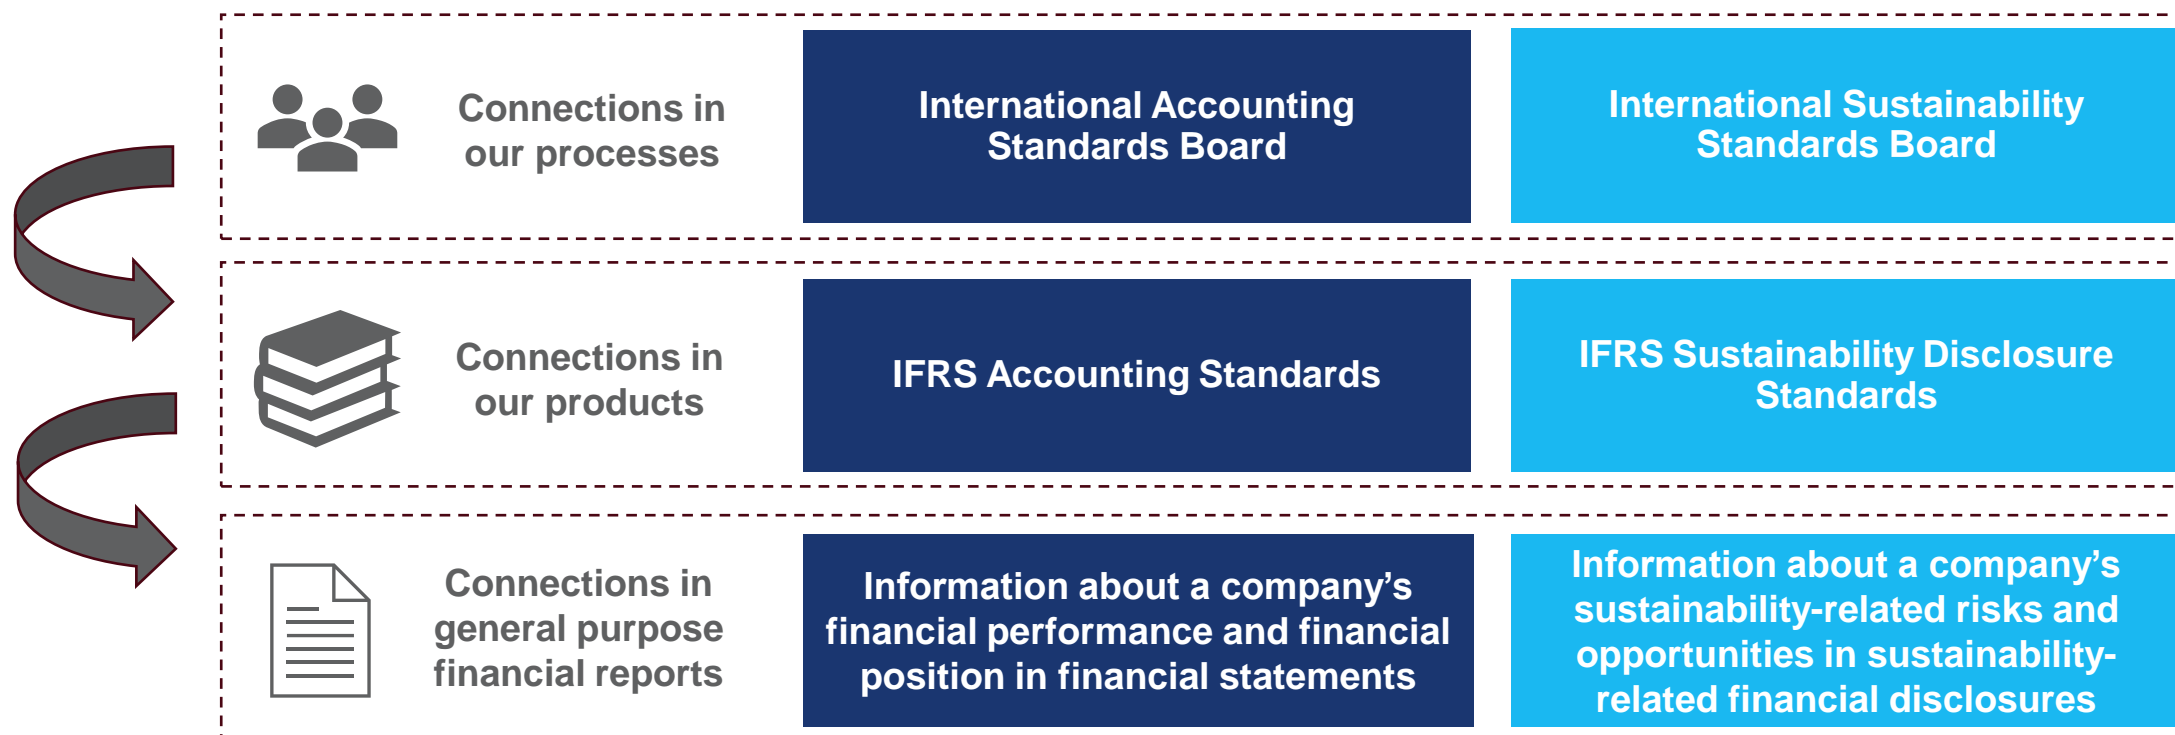 Connections in
our processes
International Accounting
Standards Board
International Sustainability
Standards Board
Connections in
our products
IFRS Accounting Standards
IFRS Sustainability Disclosure
Standards
Connections in
general purpose
financial reports
Information about a company’s
financial performance and financial
position in financial statements
Information about a company’s
sustainability-related risks and
opportunities in sustainability-
related financial disclosures